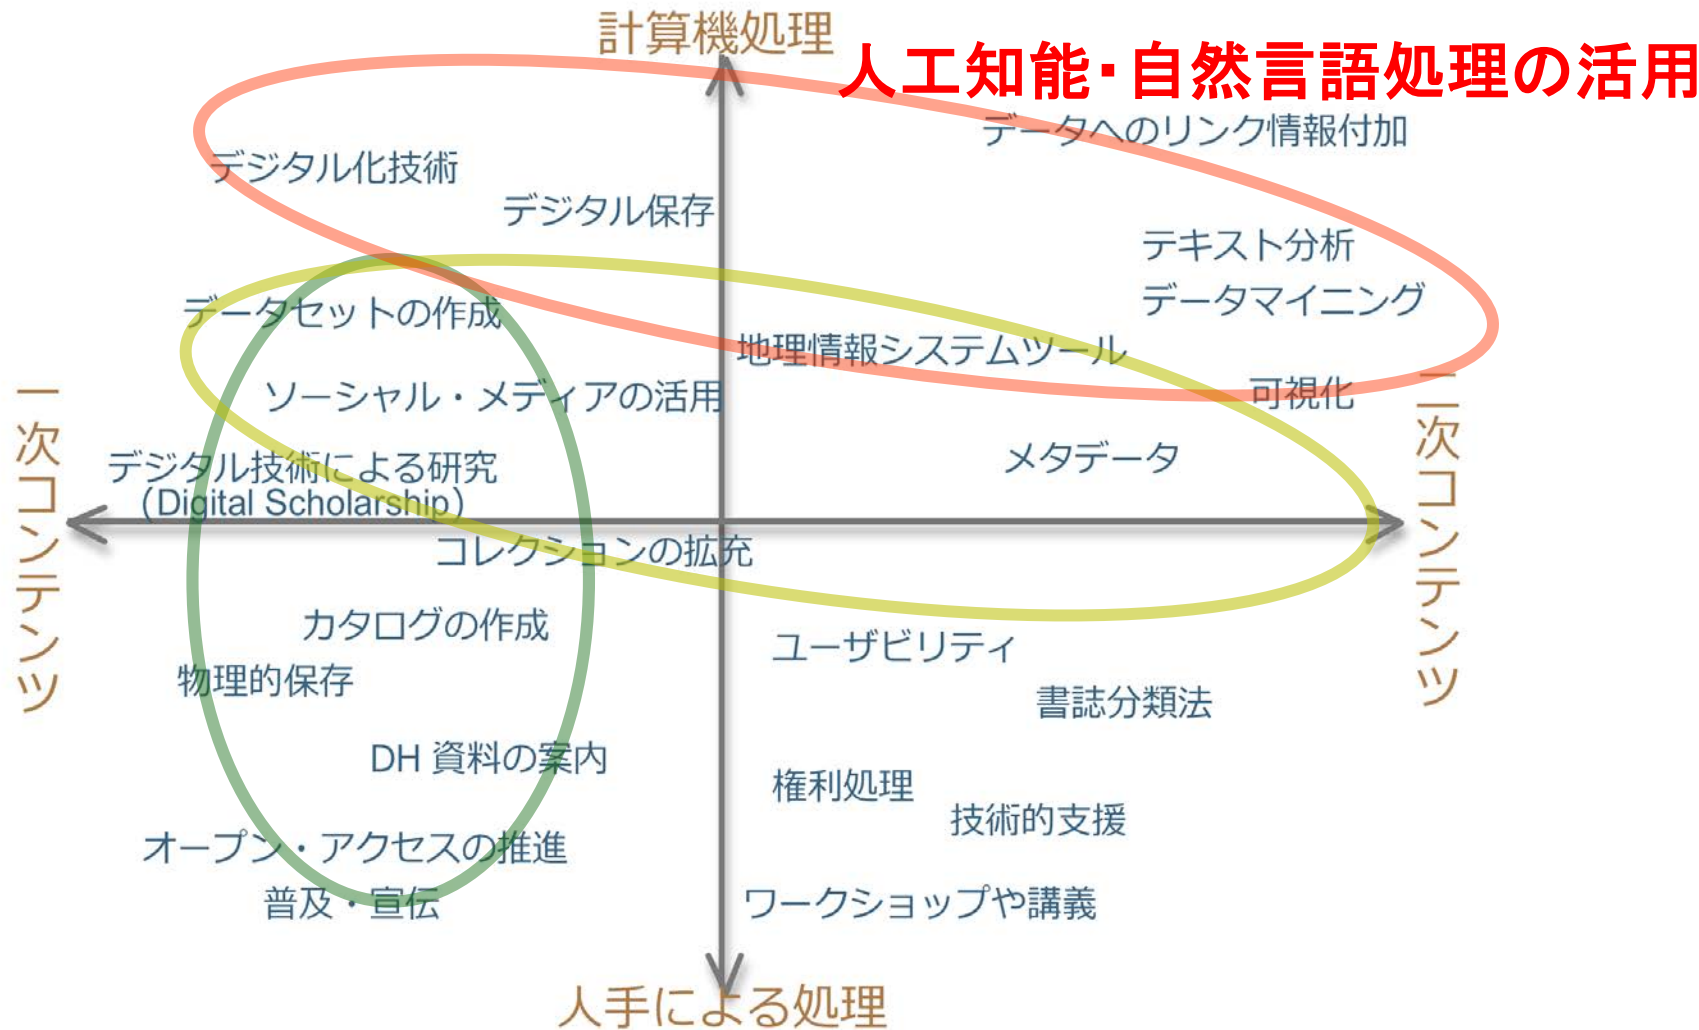 計算機処理
人工知能・自然言語処理の活用
データへのリンク情報付加
デジタル化技術
デジタル保存
テキスト分析
データマイニング
データセットの作成
地理情報システムツール
ソーシャル・メディアの活用
可視化
一次コンテンツ
二次コンテンツ
メタデータ
デジタル技術による研究
（Digital Scholarship）
コレクションの拡充
カタログの作成
ユーザビリティ
物理的保存
書誌分類法
DH 資料の案内
権利処理
技術的支援
オープン・アクセスの推進
普及・宣伝
ワークショップや講義
人手による処理